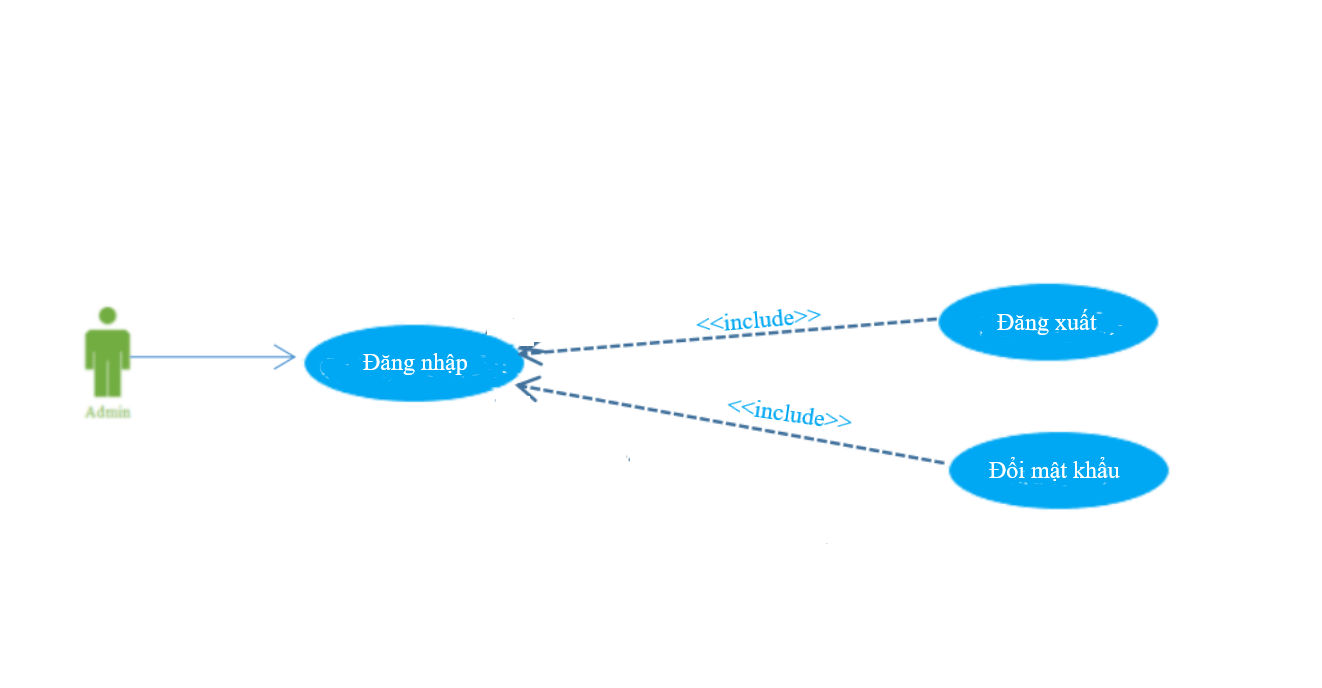 Admin
Đăng nhập
<<include>>
Đăng xuất
<<include>>
Đổi mật khẩu